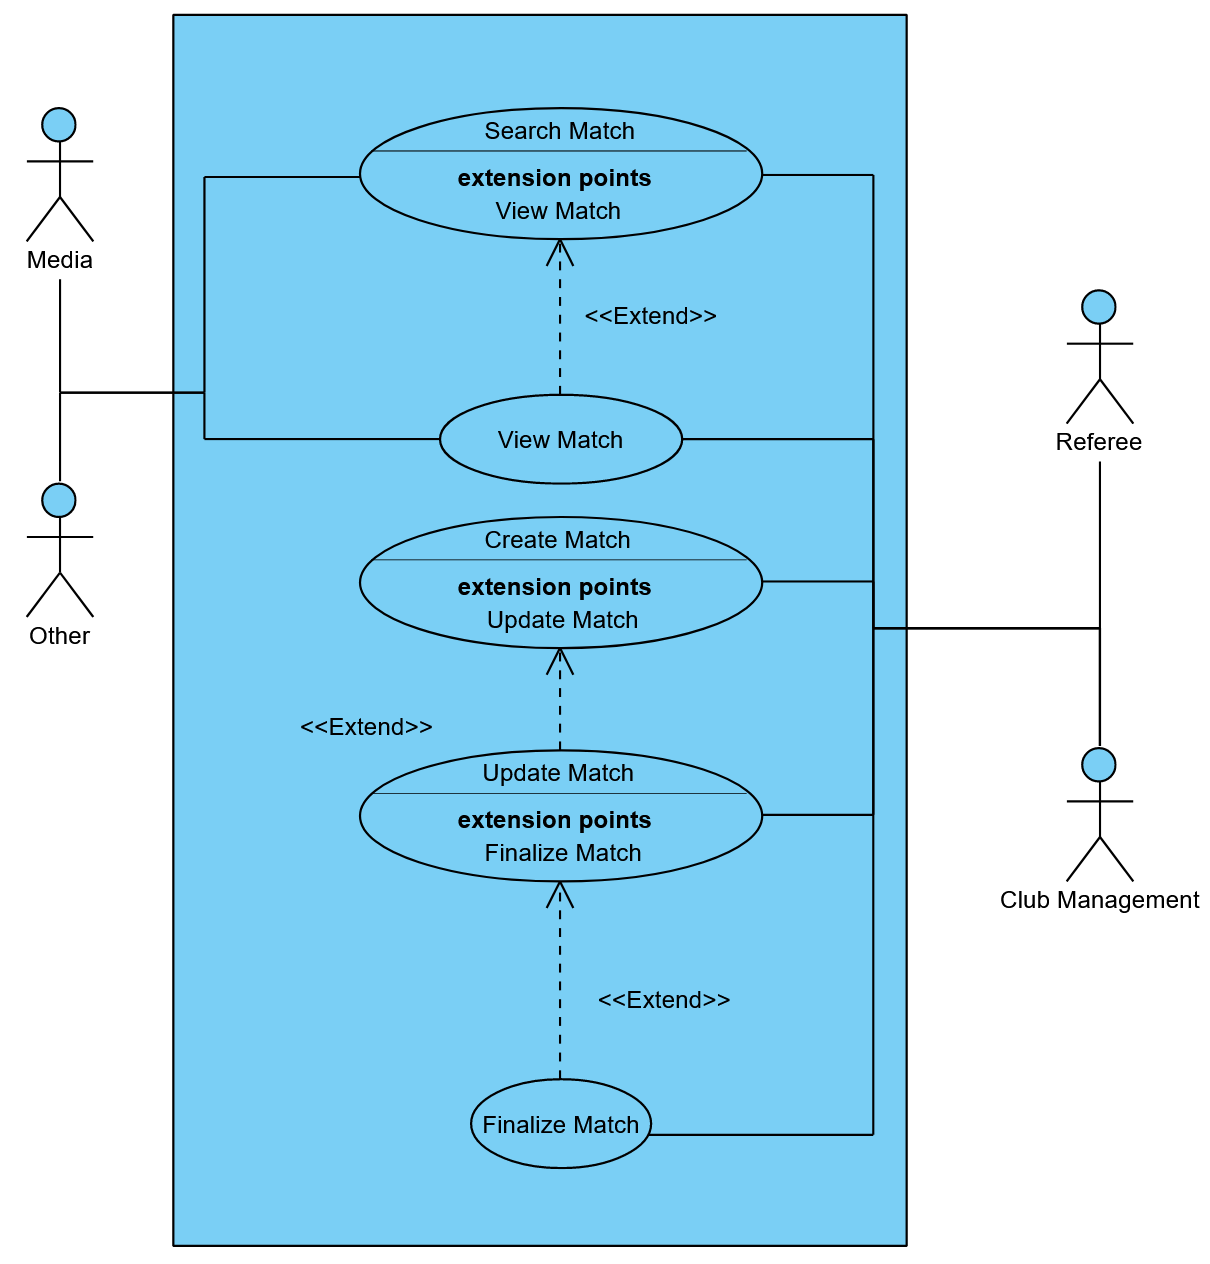 Search Match
extension points
View Match
Media
<<Extend>>
View Match
Referee
Create Match
extension points
Update Match
Other
<<Extend>>
Update Match
extension points
Finalize Match
Club Management
<<Extend>>
Finalize Match